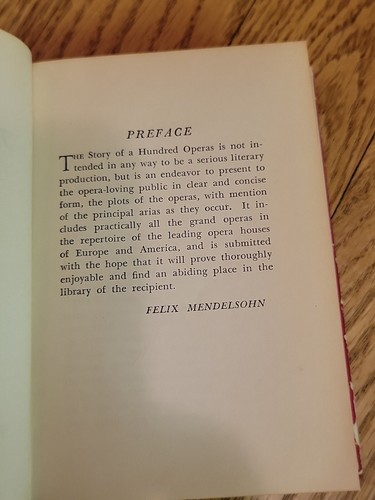 PREFACE
THE Story of a Hundred Operas is not in-
tended in any way to be a serious literary
production, but is an endeavor to present to
the opera-loving public in clear and concise
form, the plots of the operas, with mention
of the principal arias as they occur. It in-
cludes practically all the grand operas in
the repertoire of the leading opera houses
of Europe and America, and is submitted
with the hope that it will prove thoroughly
enjoyable and find an abiding place in the
library of the recipient.
FELIX MENDELSOHN